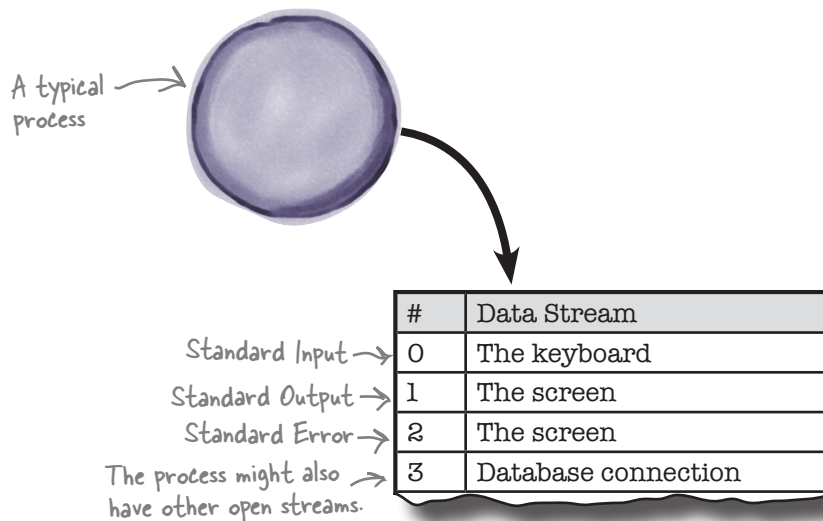 A typical
process
# Data Stream
Standard Input 0 The keyboard
Standard Output 1 The screen
Standard Error 2 The screen
The process might also
have other open streams.
3 Database connection